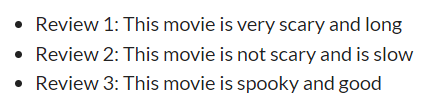 • Review 1: This movie is very scary and long
• Review 2: This movie is not scary and is slow
• Review 3: This movie is spooky and good